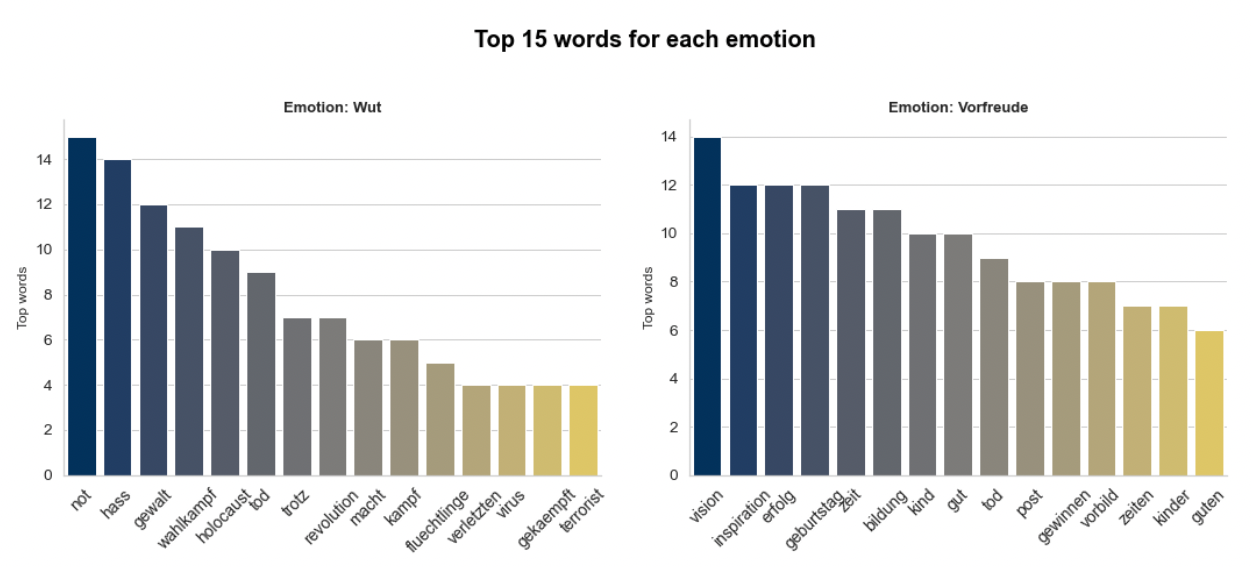 Top 15 words for each emotion
Emotion: Wut
Top words
14
12
10
8
6
4
2
0
not
hass
gewalt
wahlkampf
holocaust
tod
trotz
revolution
macht
kampf
fluechtlinge
verletzten
virus
gekaempft
terrorist
Emotion: Vorfreude
Top words
14
12
10
8
6
4
2
0
vision
inspiration
erfolg
geburtstag
zeit
bildung
kind
gut
tod
post
gewinnen
vorbild
zeiten
kinder
guten